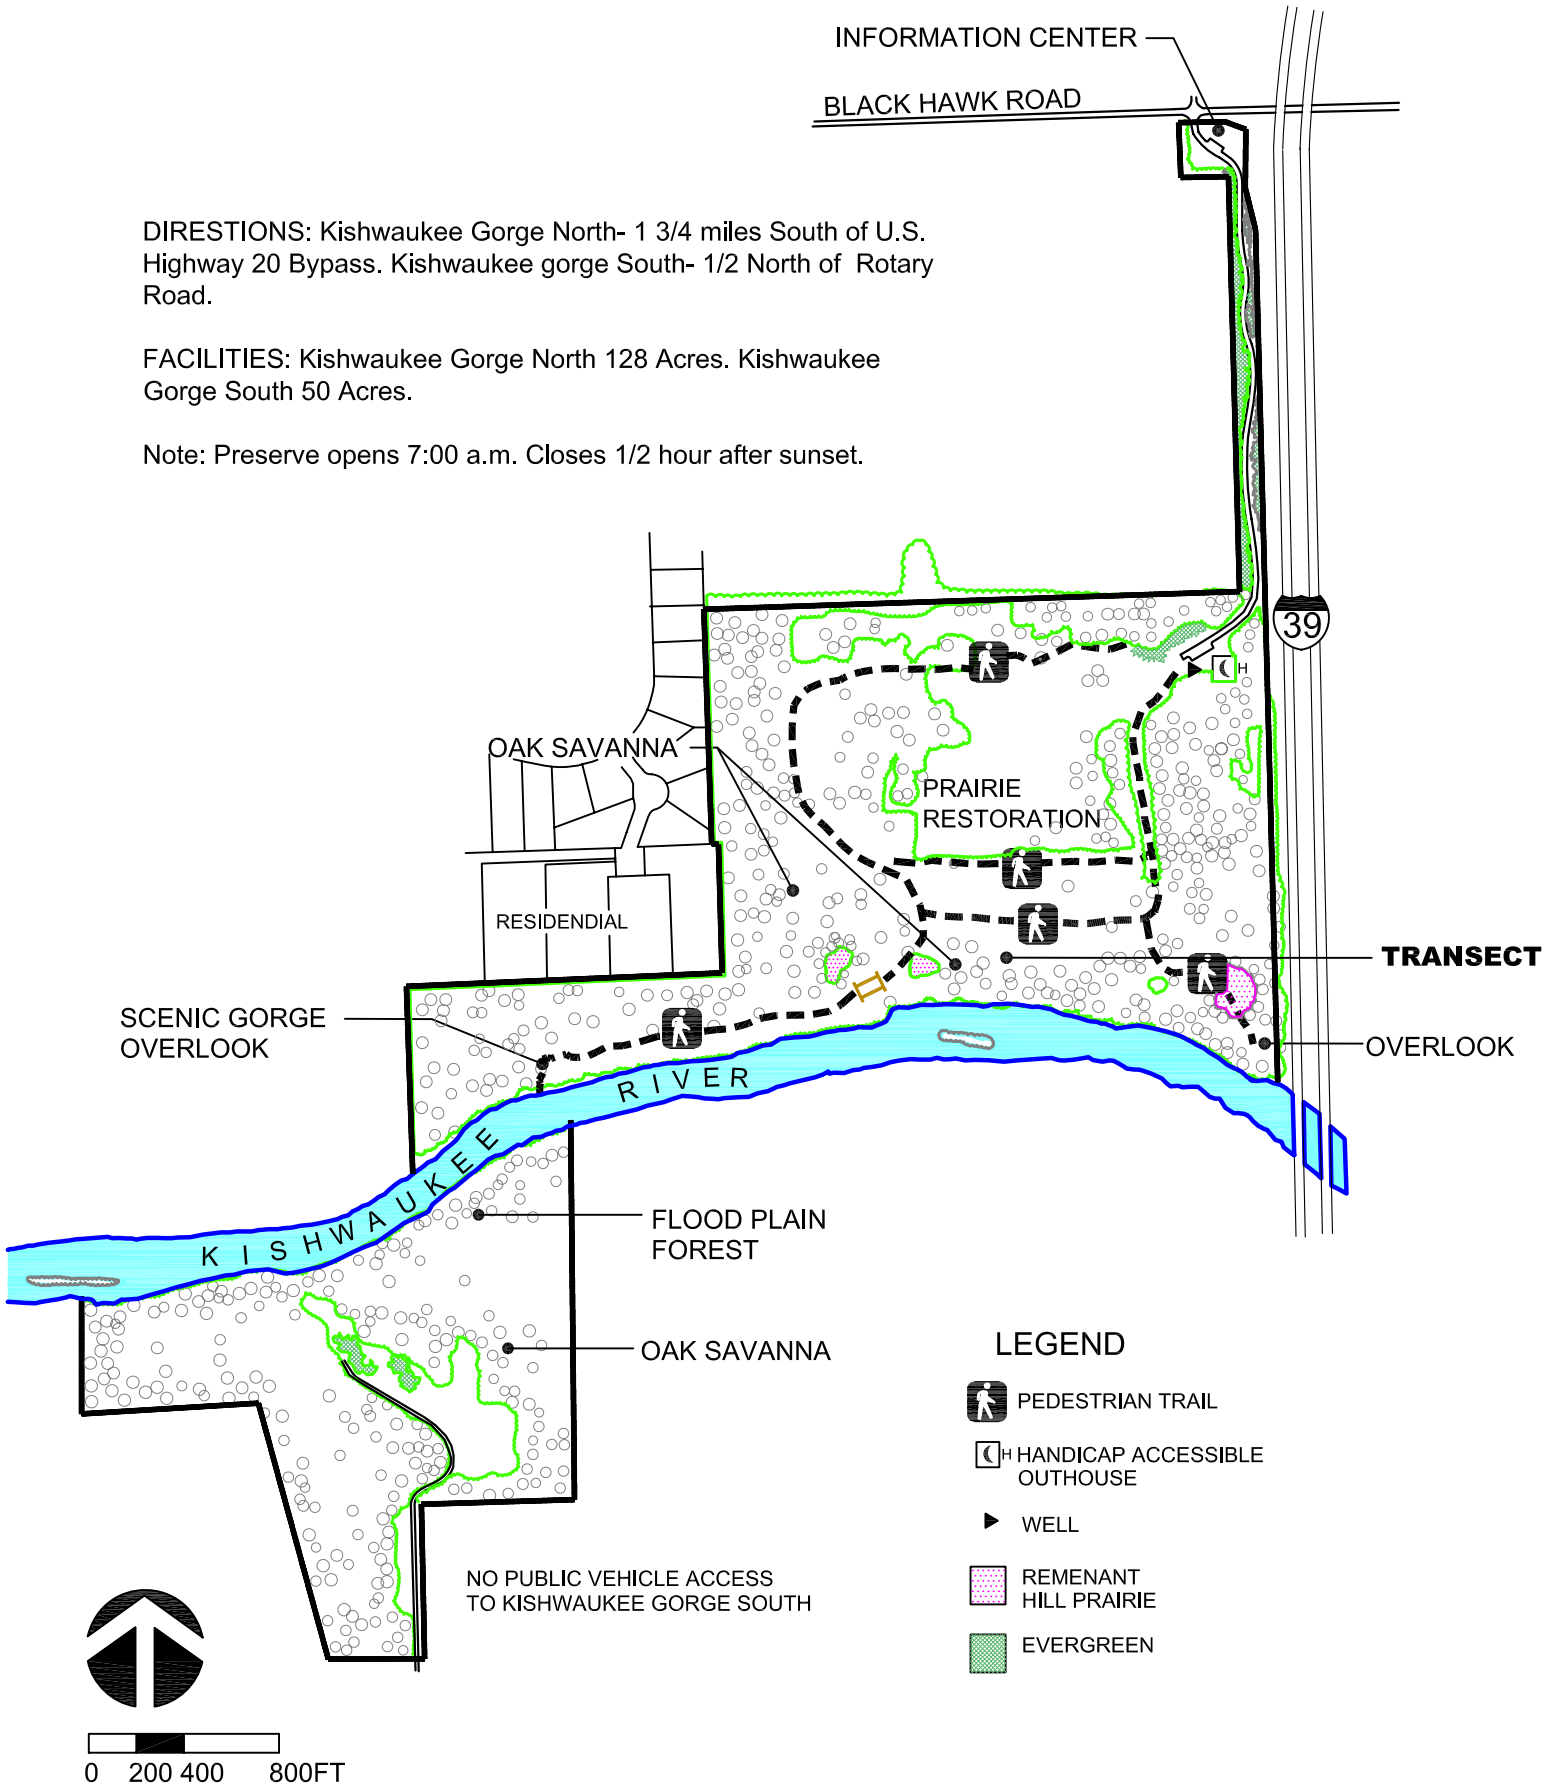 INFORMATION CENTER
BLACK HAWK ROAD
DIRESTIONS: Kishwaukee Gorge North- 1 3/4 miles South of U.S.
Highway 20 Bypass. Kishwaukee gorge South- 1/2 North of Rotary
Road.
FACILITIES: Kishwaukee Gorge North 128 Acres. Kishwaukee
Gorge South 50 Acres.
Note: Preserve opens 7:00 a.m. Closes 1/2 hour after sunset.
39
H
OAK SAVANNA
PRAIRIE
RESTORATION
RESIDENDIAL
TRANSECT
SCENIC GORGE
OVERLOOK
OVERLOOK
KISHWAUKEE RIVER
FLOOD PLAIN
FOREST
OAK SAVANNA
LEGEND
PEDESTRIAN TRAIL
H HANDICAP ACCESSIBLE
OUTHOUSE
WELL
REMENANT
HILL PRAIRIE
EVERGREEN
NO PUBLIC VEHICLE ACCESS
TO KISHWAUKEE GORGE SOUTH
0 200 400 800FT